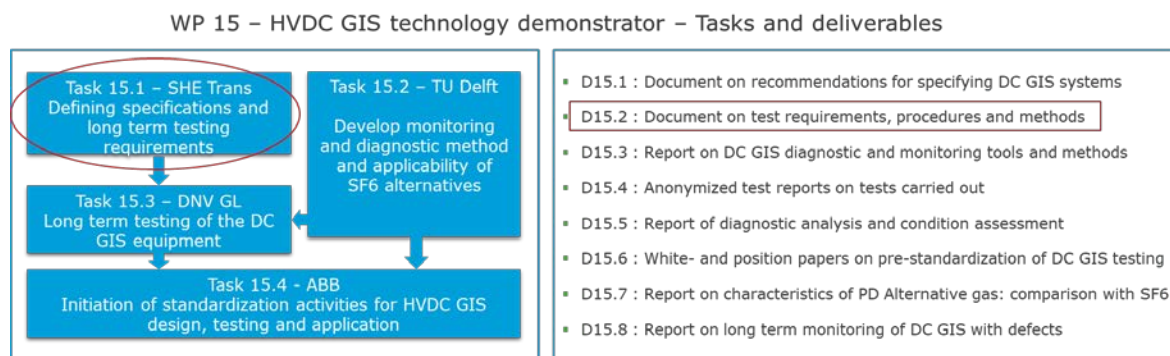 WP 15 – HVDC GIS technology demonstrator – Tasks and deliverables
Task 15.1 – SHE Trans
Defining specifications and
long term testing
requirements
Task 15.2 – TU Delft
Develop monitoring
and diagnostic method
and applicability of
SF6 alternatives
Task 15.3 – DNV GL
Long term testing of the DC
GIS equipment
Task 15.4 - ABB
Initiation of standardization activities for HVDC GIS
design, testing and application
D15.1 : Document on recommendations for specifying DC GIS systems
D15.2 : Document on test requirements, procedures and methods
D15.3 : Report on DC GIS diagnostic and monitoring tools and methods
D15.4 : Anonymized test reports on tests carried out
D15.5 : Report of diagnostic analysis and condition assessment
D15.6 : White- and position papers on pre-standardization of DC GIS testing
D15.7 : Report on characteristics of PD Alternative gas: comparison with SF6
D15.8 : Report on long term monitoring of DC GIS with defects